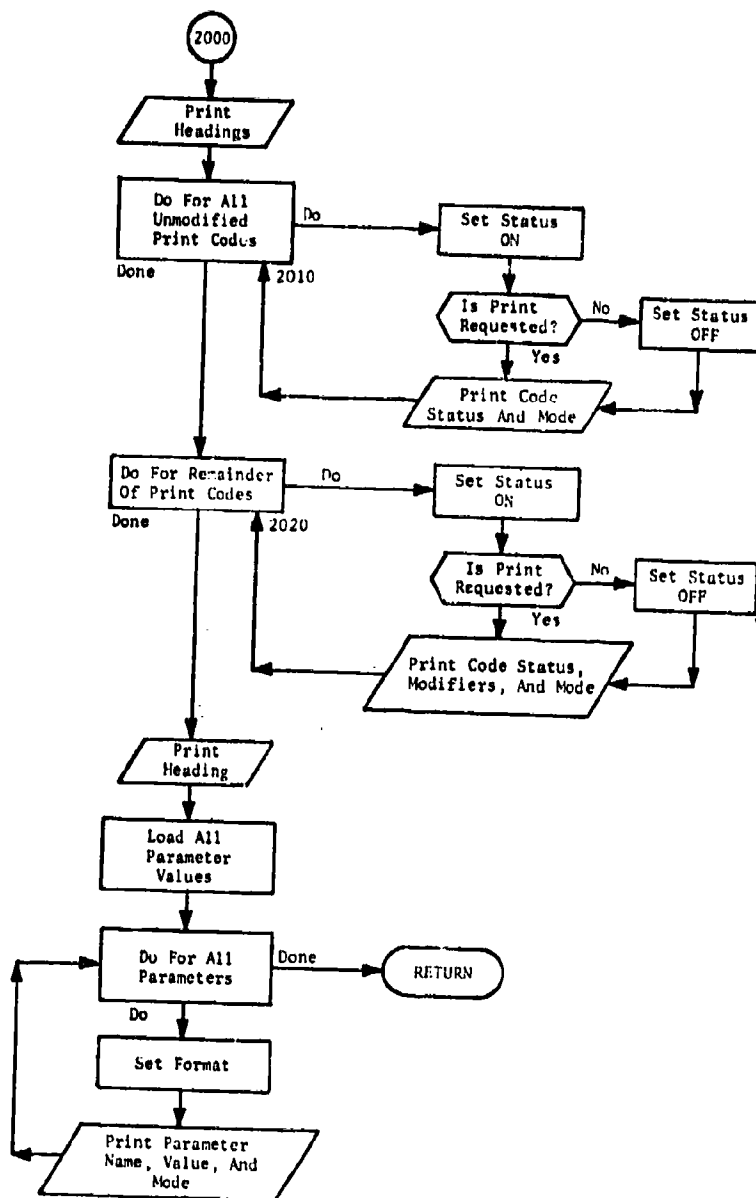 2000
Print
Headings
Do For All
Unmodified
Print Codes
Do
Set Status
ON
Done
2010
Is Print
Requested?
No
Set Status
OFF
Yes
Print Code
Status And Mode
Do For Remainder
Of Print Codes
Do
Set Status
ON
Done
2020
Is Print
Requested?
No
Set Status
OFF
Yes
Print Code Status,
Modifiers, And Mode
Print
Heading
Load All
Parameter
Values
Do For All
Parameters
Done
RETURN
Do
Set Format
Print Parameter
Name, Value, And
Mode